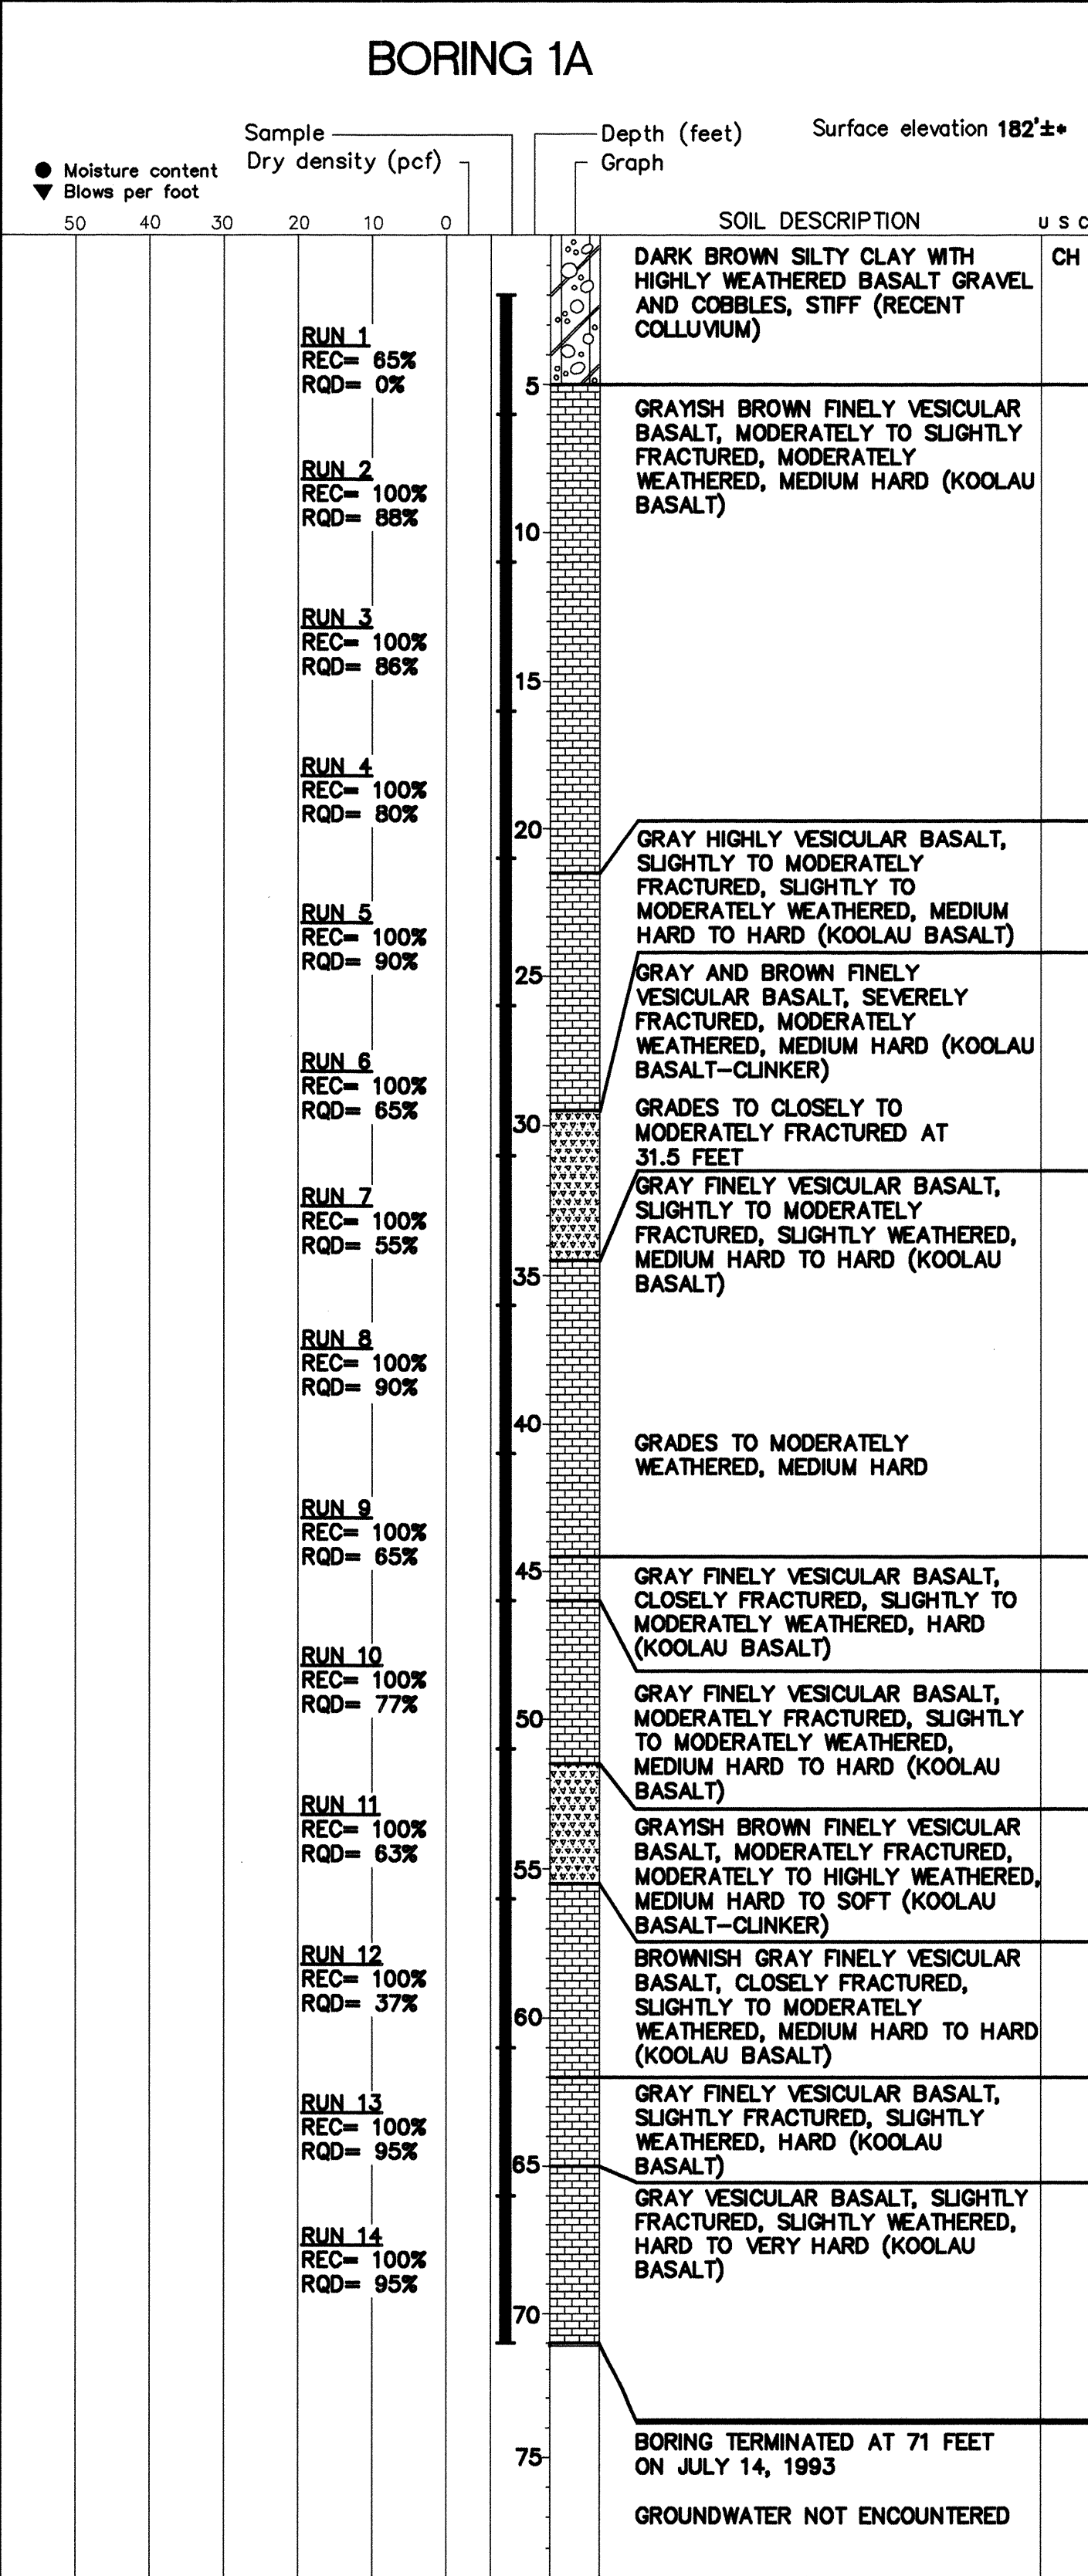 BORING 1A
Sample
Depth (feet)
Surface elevation 182'±*
Dry density (pcf)
Graph
● Moisture content
▼ Blows per foot
50 40 30 20 10 0
SOIL DESCRIPTION
U S C
DARK BROWN SILTY CLAY WITH
HIGHLY WEATHERED BASALT GRAVEL
AND COBBLES, STIFF (RECENT
COLLUVIUM)
CH
RUN 1
REC= 65%
RQD= 0%
5
GRAYISH BROWN FINELY VESICULAR
BASALT, MODERATELY TO SLIGHTLY
FRACTURED, MODERATELY
WEATHERED, MEDIUM HARD (KOOLAU
BASALT)
RUN 2
REC= 100%
RQD= 88%
10
RUN 3
REC= 100%
RQD= 86%
15
RUN 4
REC= 100%
RQD= 80%
20
GRAY HIGHLY VESICULAR BASALT,
SLIGHTLY TO MODERATELY
FRACTURED, SLIGHTLY TO
MODERATELY WEATHERED, MEDIUM
HARD TO HARD (KOOLAU BASALT)
RUN 5
REC= 100%
RQD= 90%
25
GRAY AND BROWN FINELY
VESICULAR BASALT, SEVERELY
FRACTURED, MODERATELY
WEATHERED, MEDIUM HARD (KOOLAU
BASALT-CLINKER)
RUN 6
REC= 100%
RQD= 65%
30
GRADES TO CLOSELY TO
MODERATELY FRACTURED AT
31.5 FEET
RUN 7
REC= 100%
RQD= 55%
GRAY FINELY VESICULAR BASALT,
SLIGHTLY TO MODERATELY
FRACTURED, SLIGHTLY WEATHERED,
MEDIUM HARD TO HARD (KOOLAU
BASALT)
35
RUN 8
REC= 100%
RQD= 90%
40
GRADES TO MODERATELY
WEATHERED, MEDIUM HARD
RUN 9
REC= 100%
RQD= 65%
45
GRAY FINELY VESICULAR BASALT,
CLOSELY FRACTURED, SLIGHTLY TO
MODERATELY WEATHERED, HARD
(KOOLAU BASALT)
RUN 10
REC= 100%
RQD= 77%
50
GRAY FINELY VESICULAR BASALT,
MODERATELY FRACTURED, SLIGHTLY
TO MODERATELY WEATHERED,
MEDIUM HARD TO HARD (KOOLAU
BASALT)
RUN 11
REC= 100%
RQD= 63%
55
GRAYISH BROWN FINELY VESICULAR
BASALT, MODERATELY FRACTURED,
MODERATELY TO HIGHLY WEATHERED,
MEDIUM HARD TO SOFT (KOOLAU
BASALT-CLINKER)
RUN 12
REC= 100%
RQD= 37%
60
BROWNISH GRAY FINELY VESICULAR
BASALT, CLOSELY FRACTURED,
SLIGHTLY TO MODERATELY
WEATHERED, MEDIUM HARD TO HARD
(KOOLAU BASALT)
RUN 13
REC= 100%
RQD= 95%
65
GRAY FINELY VESICULAR BASALT,
SLIGHTLY FRACTURED, SLIGHTLY
WEATHERED, HARD (KOOLAU
BASALT)
RUN 14
REC= 100%
RQD= 95%
70
GRAY VESICULAR BASALT, SLIGHTLY
FRACTURED, SLIGHTLY WEATHERED,
HARD TO VERY HARD (KOOLAU
BASALT)
75
BORING TERMINATED AT 71 FEET
ON JULY 14, 1993
GROUNDWATER NOT ENCOUNTERED